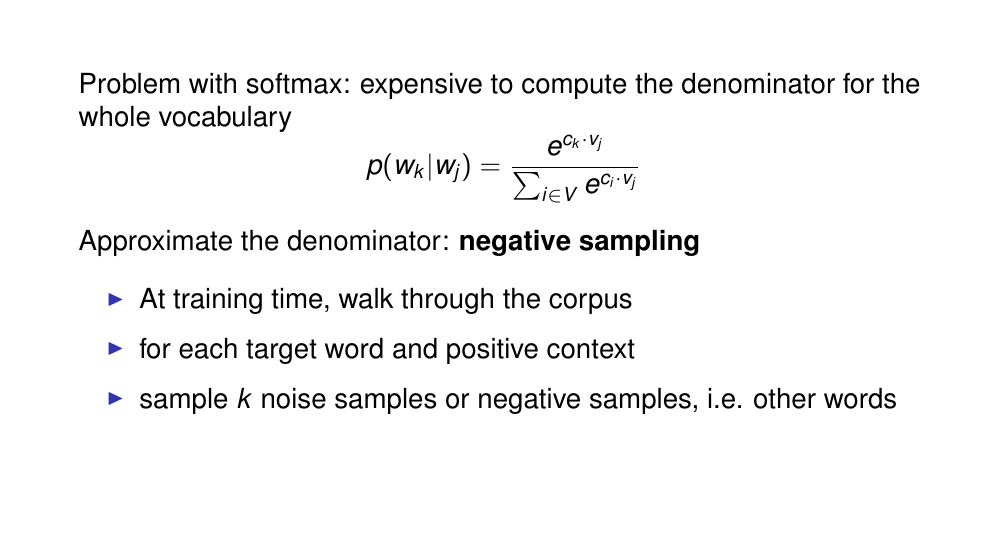 Problem with softmax: expensive to compute the denominator for the
whole vocabulary
p(w_k|w_j) = \frac{e^{c_k \cdot v_j}}{\sum_{i \in V} e^{c_i \cdot v_j}}
Approximate the denominator: negative sampling
▶ At training time, walk through the corpus
▶ for each target word and positive context
▶ sample k noise samples or negative samples, i.e. other words